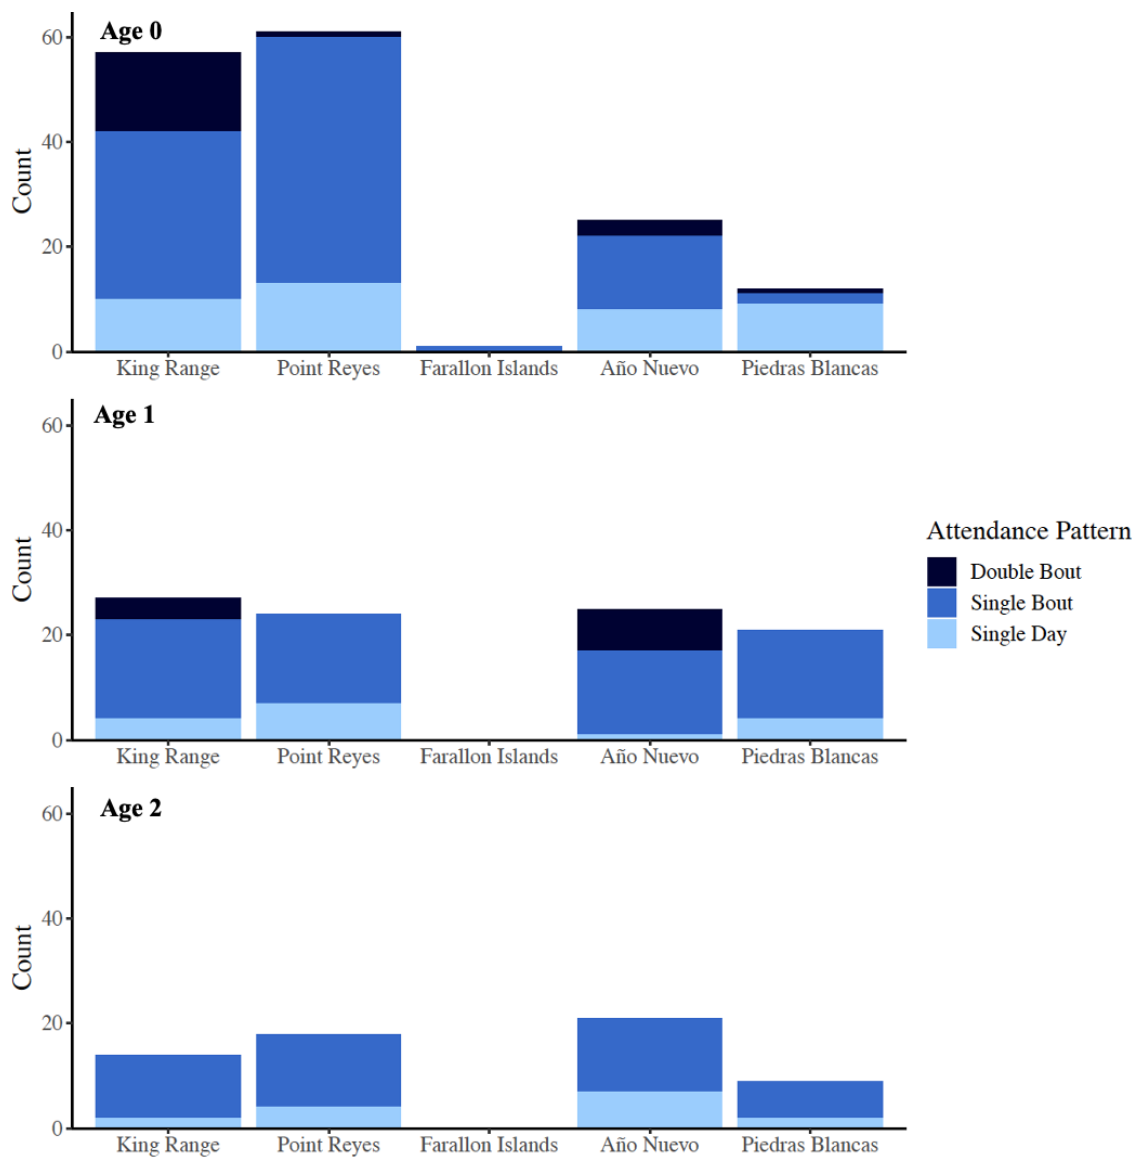 Age 0
60
40
20
0
Count
King Range Point Reyes Farallon Islands Año Nuevo Piedras Blancas
Age 1
60
40
20
0
Count
King Range Point Reyes Farallon Islands Año Nuevo Piedras Blancas
Attendance Pattern
Double Bout
Single Bout
Single Day
Age 2
60
40
20
0
Count
King Range Point Reyes Farallon Islands Año Nuevo Piedras Blancas